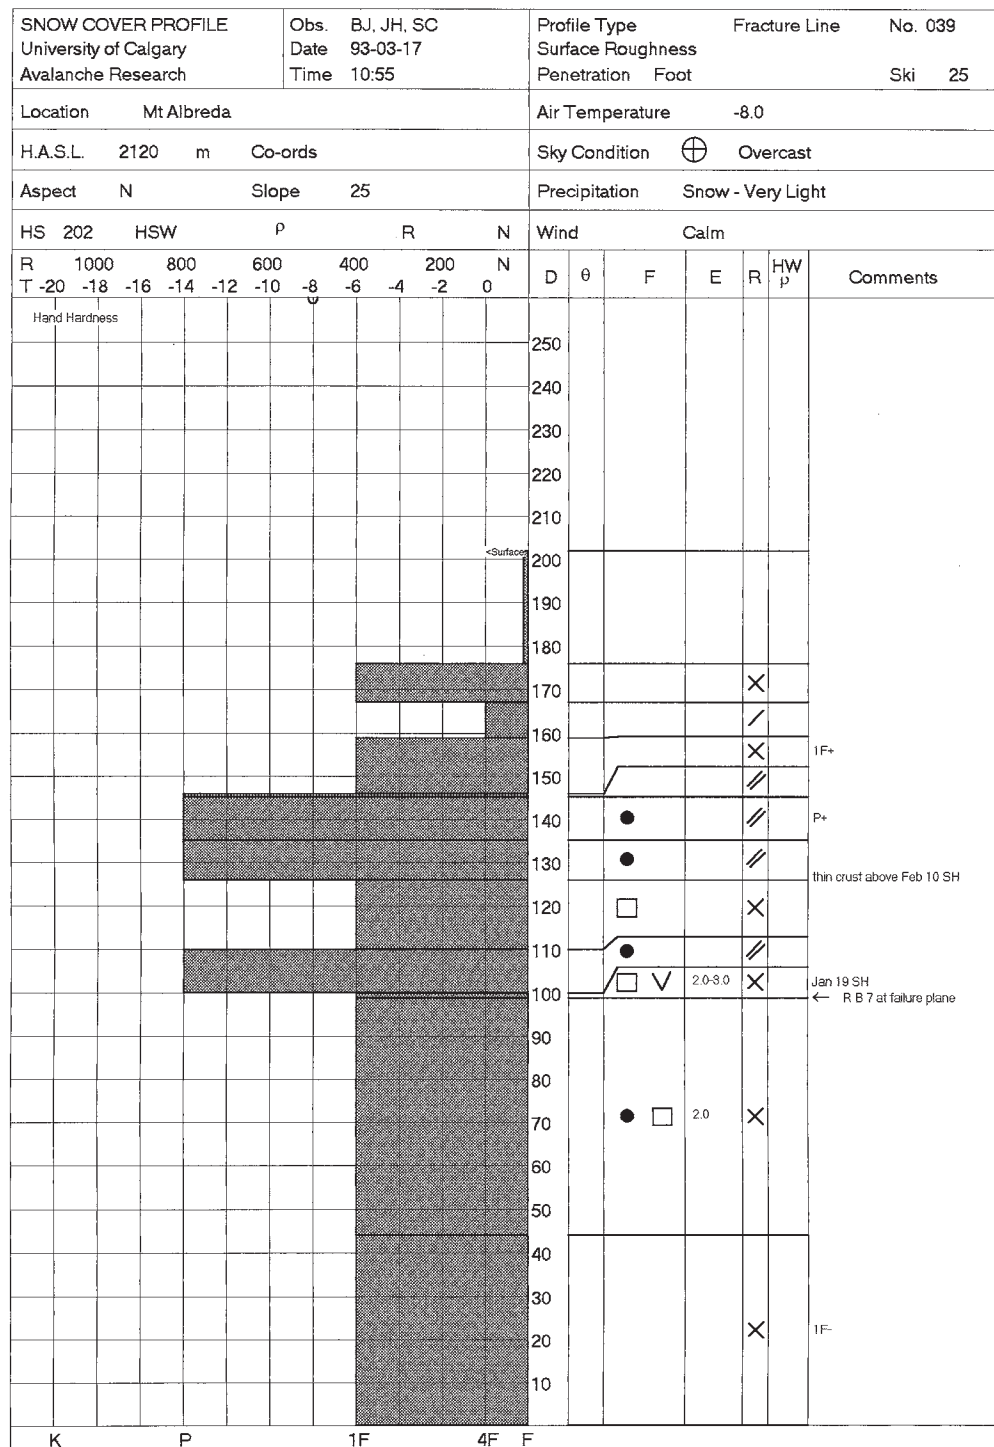 SNOW COVER PROFILE Obs. BJ, JH, SC Profile Type Fracture Line No. 039
University of Calgary Date 93-03-17 Surface Roughness
Avalanche Research Time 10:55 Penetration Foot Ski 25
Location Mt Albreda Air Temperature -8.0
H.A.S.L. 2120 m Co-ords Sky Condition ⊕ Overcast
Aspect N Slope 25 Precipitation Snow - Very Light
HS 202 HSW ρ R N Wind Calm
R 1000 800 600 400 200 N D θ F E R HW ρ Comments
T -20 -18 -16 -14 -12 -10 -8 -6 -4 -2 0
Hand Hardness
250
240
230
220
210
<Surface
200
190
180
170
160
1F+
150
140 P+
130
thin crust above Feb 10 SH
120
110
2.0-3.0 Jan 19 SH
100 ← R B 7 at failure plane
90
80
70 2.0
60
50
40
30
20 1F-
10
K P 1F 4F F